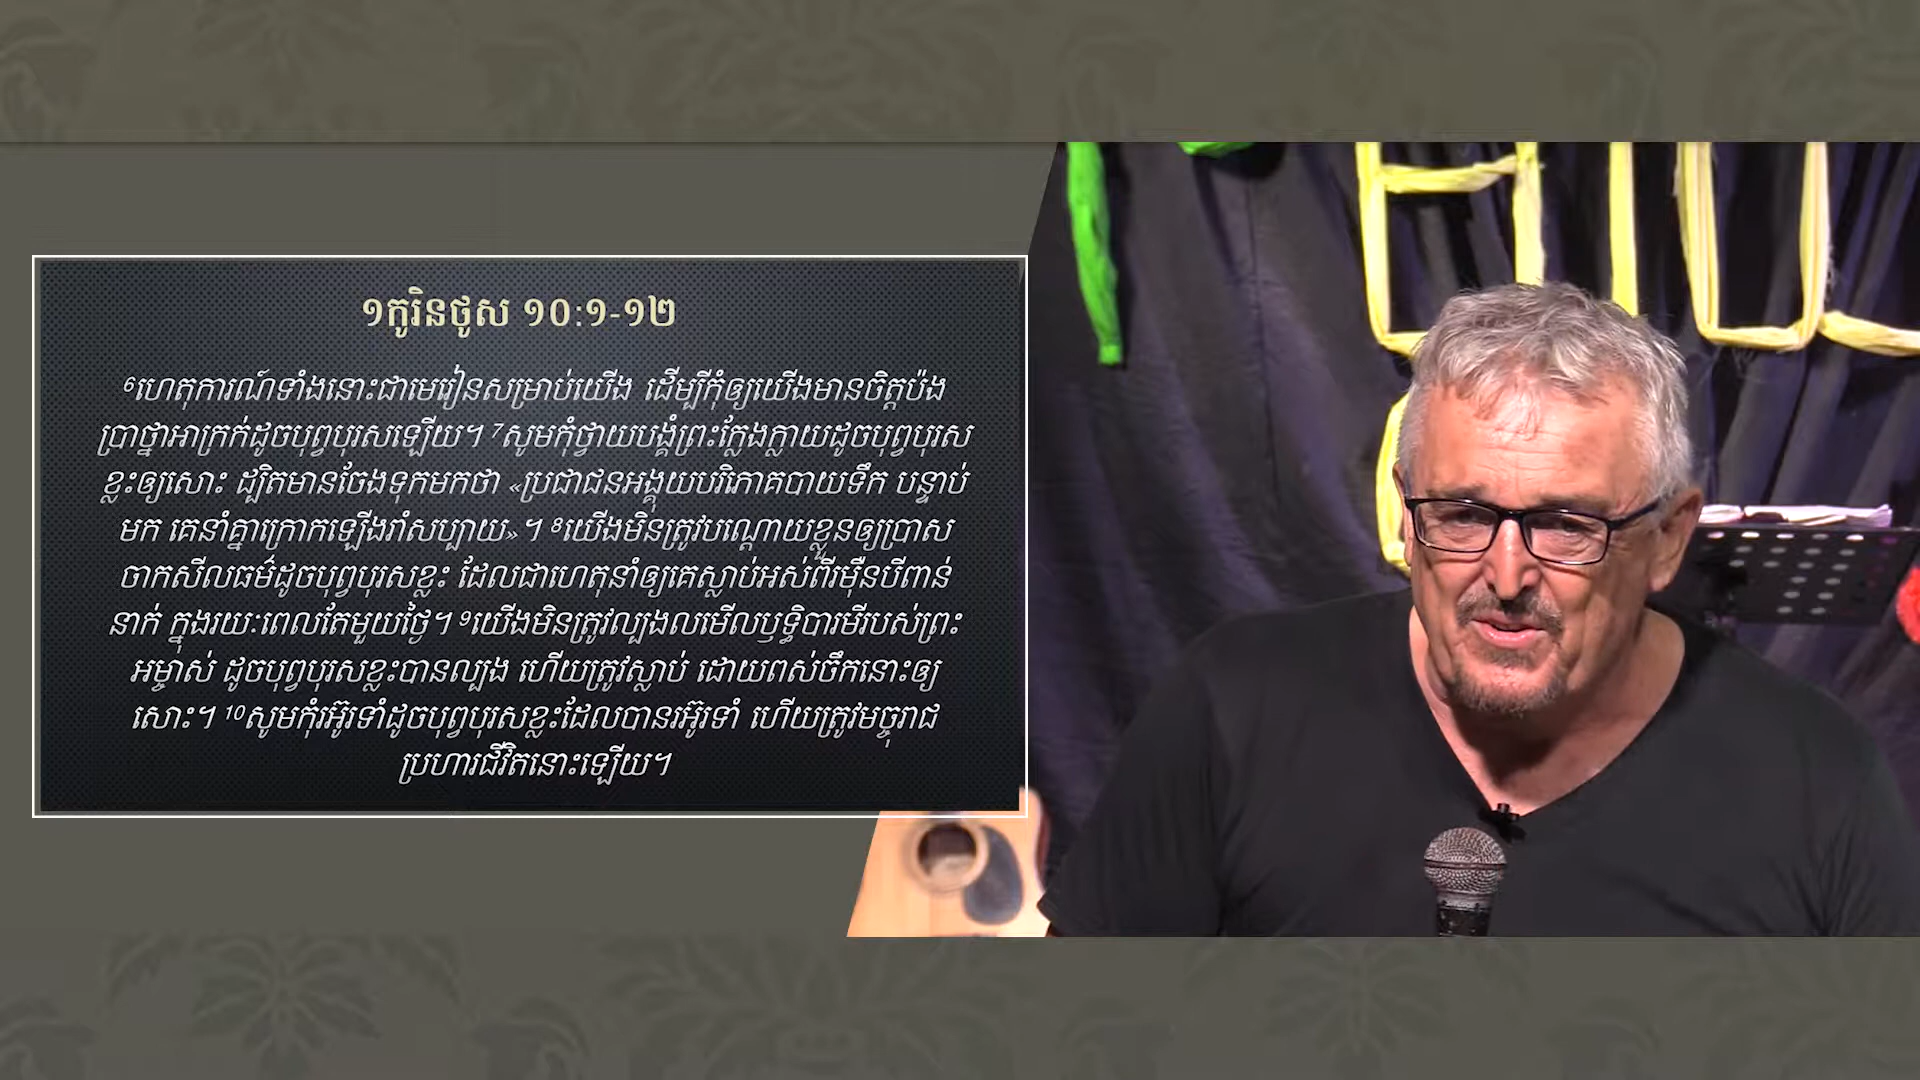 ១កូរិនថូស ១០:១-១២
⁶ហេតុការណ៍ទាំងនោះជាមេរៀនសម្រាប់យើង ដើម្បីកុំឲ្យយើងមានចិត្តប៉ង
ប្រាថ្នាអាក្រក់ដូចបុព្វបុរសឡើយ។ ⁷សូមកុំថ្វាយបង្គំព្រះក្លែងក្លាយដូចបុព្វបុរស
ខ្លះឲ្យសោះ ដ្បិតមានចែងទុកមកថា «ប្រជាជនអង្គុយបរិភោគបាយទឹក បន្ទាប់
មក គេនាំគ្នាក្រោកឡើងរាំសប្បាយ»។ ⁸យើងមិនត្រូវបណ្ដោយខ្លួនឲ្យប្រាស
ចាកសីលធម៌ដូចបុព្វបុរសខ្លះ ដែលជាហេតុនាំឲ្យគេស្លាប់អស់ពីរម៉ឺនបីពាន់
នាក់ ក្នុងរយៈពេលតែមួយថ្ងៃ។ ⁹យើងមិនត្រូវល្បងលមើលឫទ្ធិបារមីរបស់ព្រះ
អម្ចាស់ ដូចបុព្វបុរសខ្លះបានល្បង ហើយត្រូវស្លាប់ ដោយពស់ចឹកនោះឲ្យ
សោះ។ ¹⁰សូមកុំរអ៊ូរទាំដូចបុព្វបុរសខ្លះដែលបានរអ៊ូរទាំ ហើយត្រូវមច្ចុរាជ
ប្រហារជីវិតនោះឡើយ។